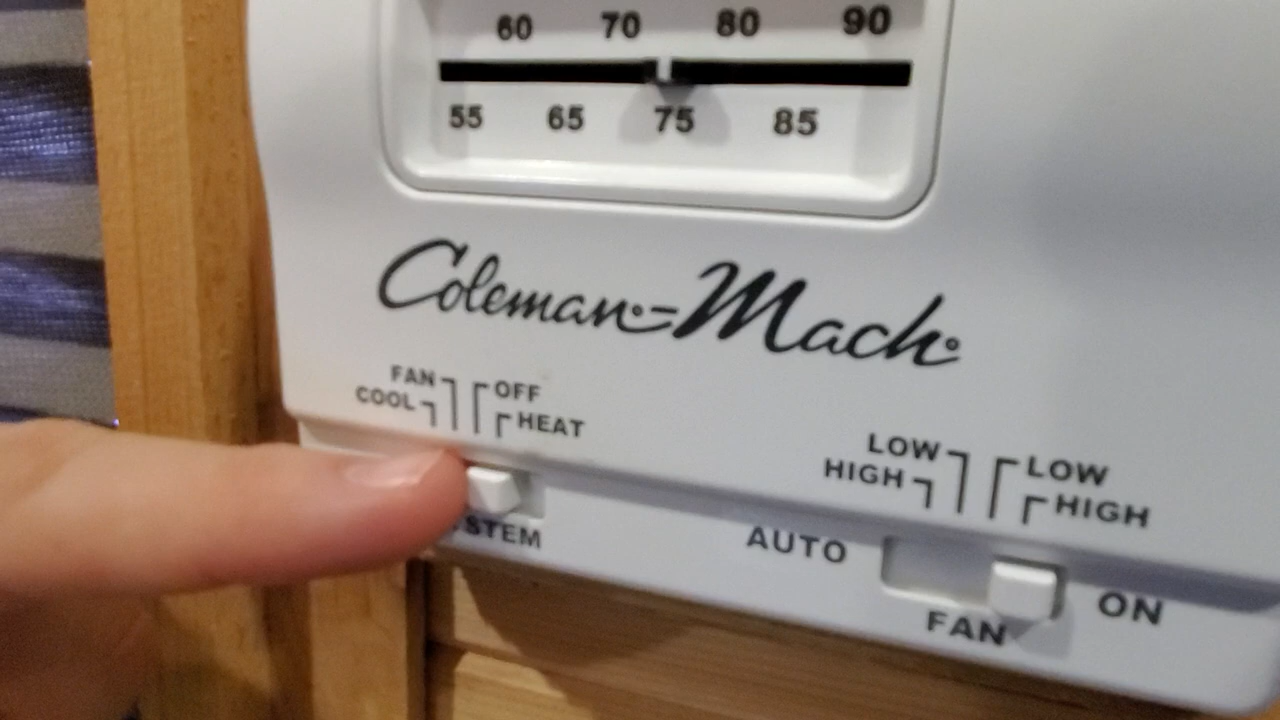 60 70 80 90
55 65 75 85
Coleman-Mach
FAN OFF
COOL HEAT
STEM
LOW LOW
HIGH HIGH
AUTO ON
FAN